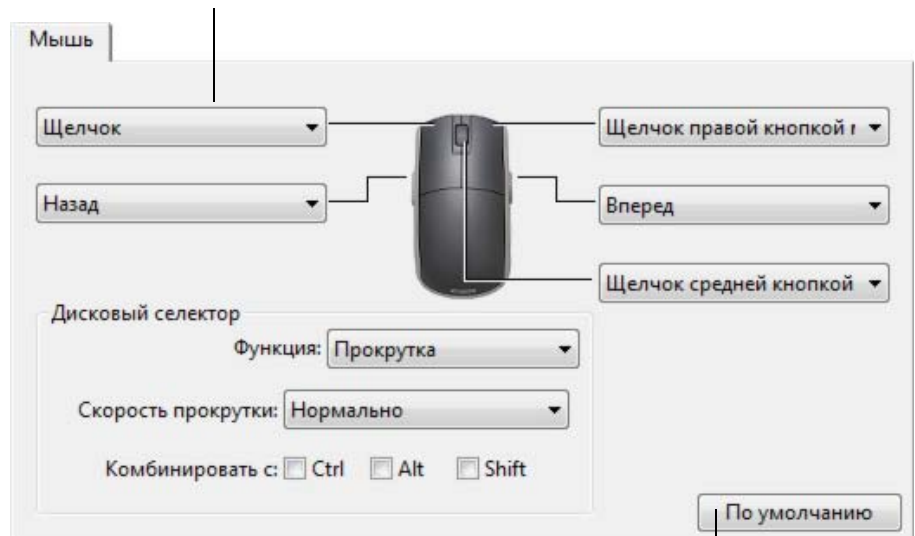 Мышь
Щелчок
Щелчок правой кнопкой
Назад
Вперед
Щелчок средней кнопкой
Дисковый селектор
Функция: Прокрутка
Скорость прокрутки: Нормально
Комбинировать с: Ctrl Alt Shift
По умолчанию